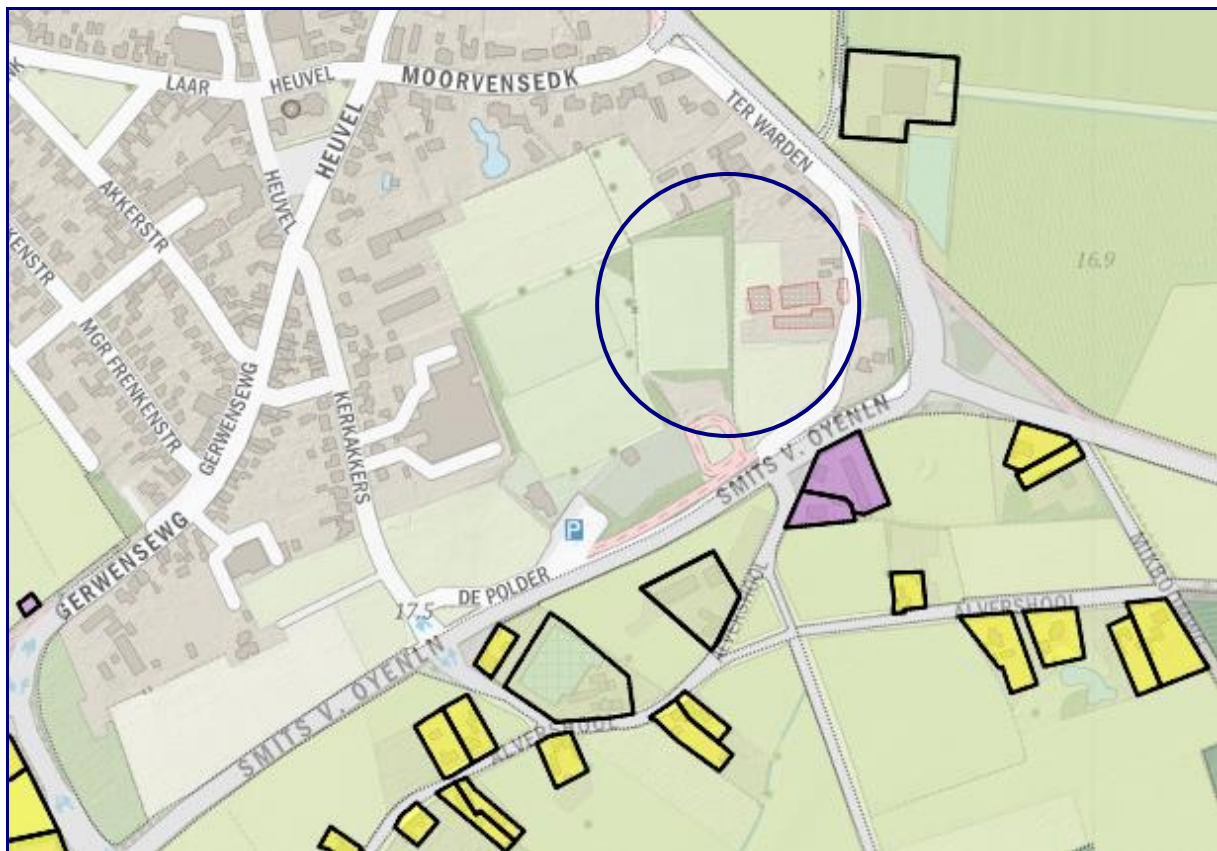 NK
LAAR
HEUVEL
MOORVENSEDK
TER WARDEN
HEUVEL
HEUVEL
AKKERSTR
KENSTR
16.9
MGR FRENKENSTR
GERWENSEWG
KERKAKKERS
SMITS V. OYENLN
GERWENSEWG
P
17.5
DE POLDER
ALVERSHOOL
SMITS V. OYENLN
ALVERSHOOL